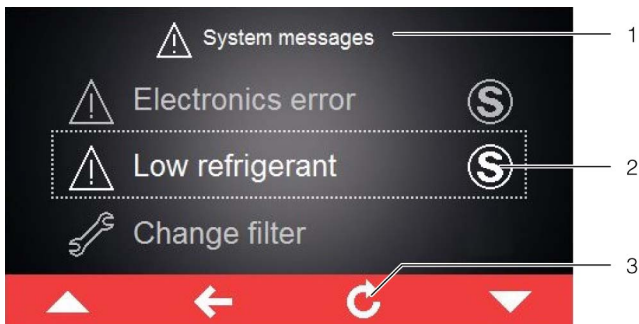 System messages
1
Electronics error
S
Low refrigerant
S
2
Change filter
3